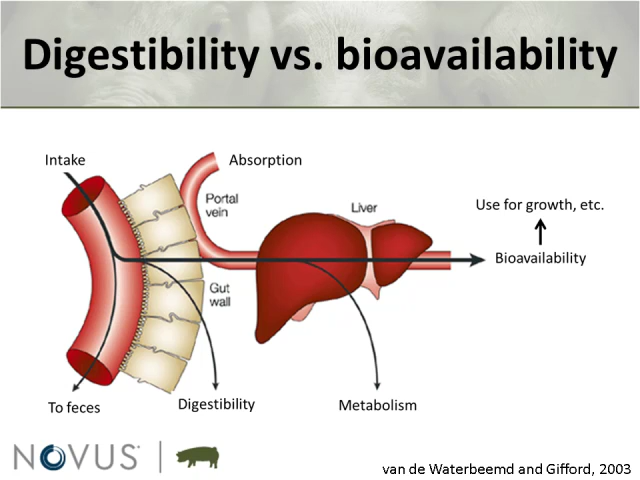 Digestibility vs. bioavailability
Intake
Absorption
Portal
vein
Liver
Use for growth, etc.
Bioavailability
Gut
wall
To feces
Digestibility
Metabolism
NOVUS
van de Waterbeemd and Gifford, 2003